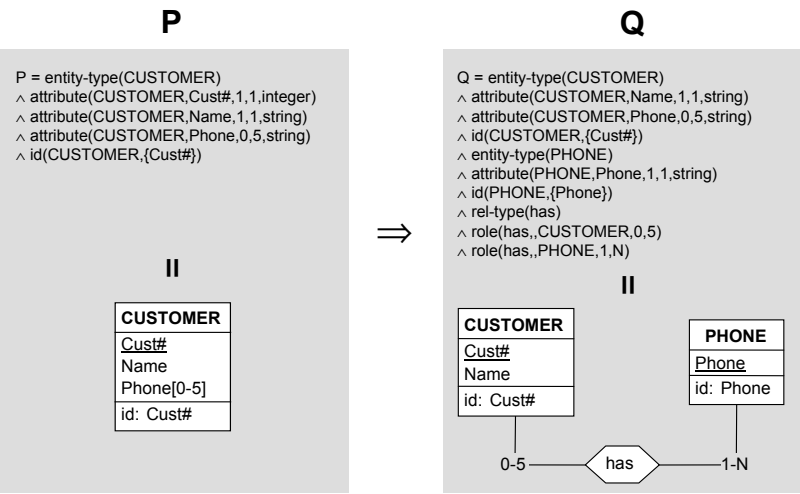 P
P = entity-type(CUSTOMER)
∧ attribute(CUSTOMER,Cust#,1,1,integer)
∧ attribute(CUSTOMER,Name,1,1,string)
∧ attribute(CUSTOMER,Phone,0,5,string)
∧ id(CUSTOMER,{Cust#})
=
CUSTOMER
Cust#
Name
Phone[0-5]
id: Cust#
⇒
Q
Q = entity-type(CUSTOMER)
∧ attribute(CUSTOMER,Name,1,1,string)
∧ attribute(CUSTOMER,Phone,0,5,string)
∧ id(CUSTOMER,{Cust#})
∧ entity-type(PHONE)
∧ attribute(PHONE,Phone,1,1,string)
∧ id(PHONE,{Phone})
∧ rel-type(has)
∧ role(has,,CUSTOMER,0,5)
∧ role(has,,PHONE,1,N)
=
CUSTOMER
Cust#
Name
id: Cust#
PHONE
Phone
id: Phone
0-5 has 1-N